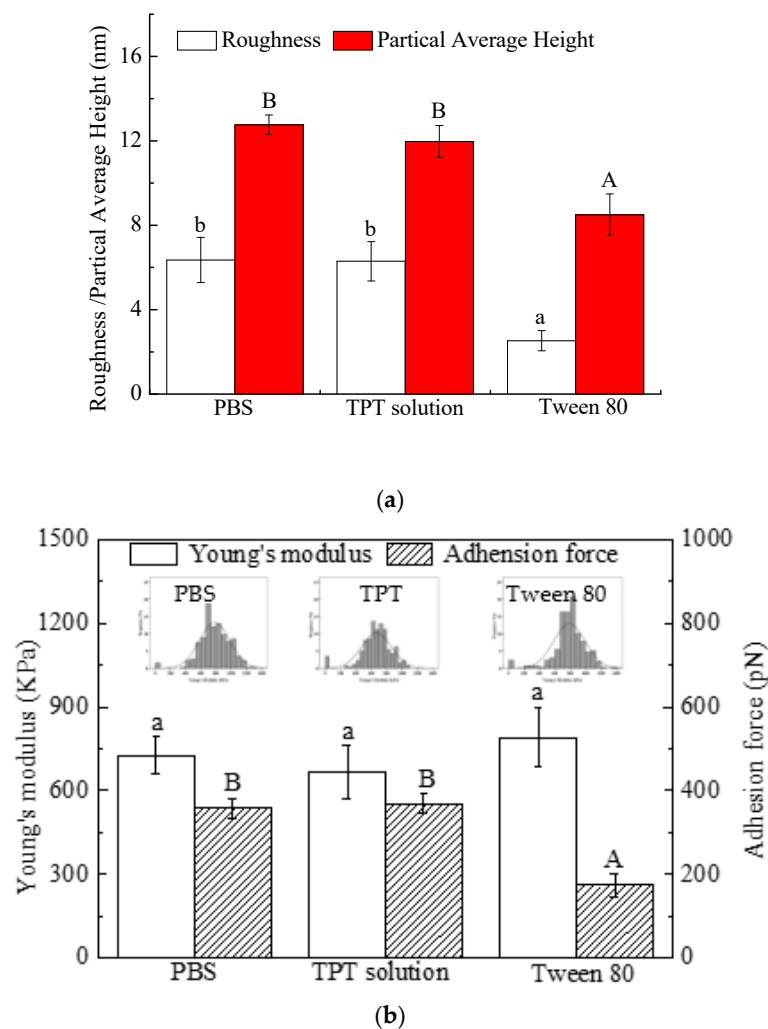 Roughness Partical Average Height
Roughness /Partical Average Height (nm)
16
12
8
4
0
b
B
b
B
a
A
PBS TPT solution Tween 80
(a)
Young's modulus Adhension force
Young's modulus (KPa)
1500
1200
900
600
300
0
Adhesion force (pN)
1000
800
600
400
200
0
PBS TPT Tween 80
a
B
a
B
a
A
PBS TPT solution Tween 80
(b)